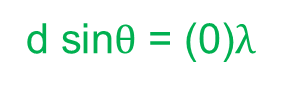 d sinθ = (0)λ